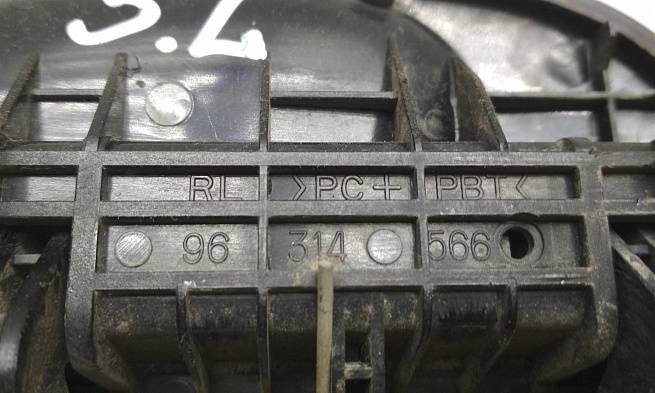 S.L
RL >PC+ PBT<
96 314 566